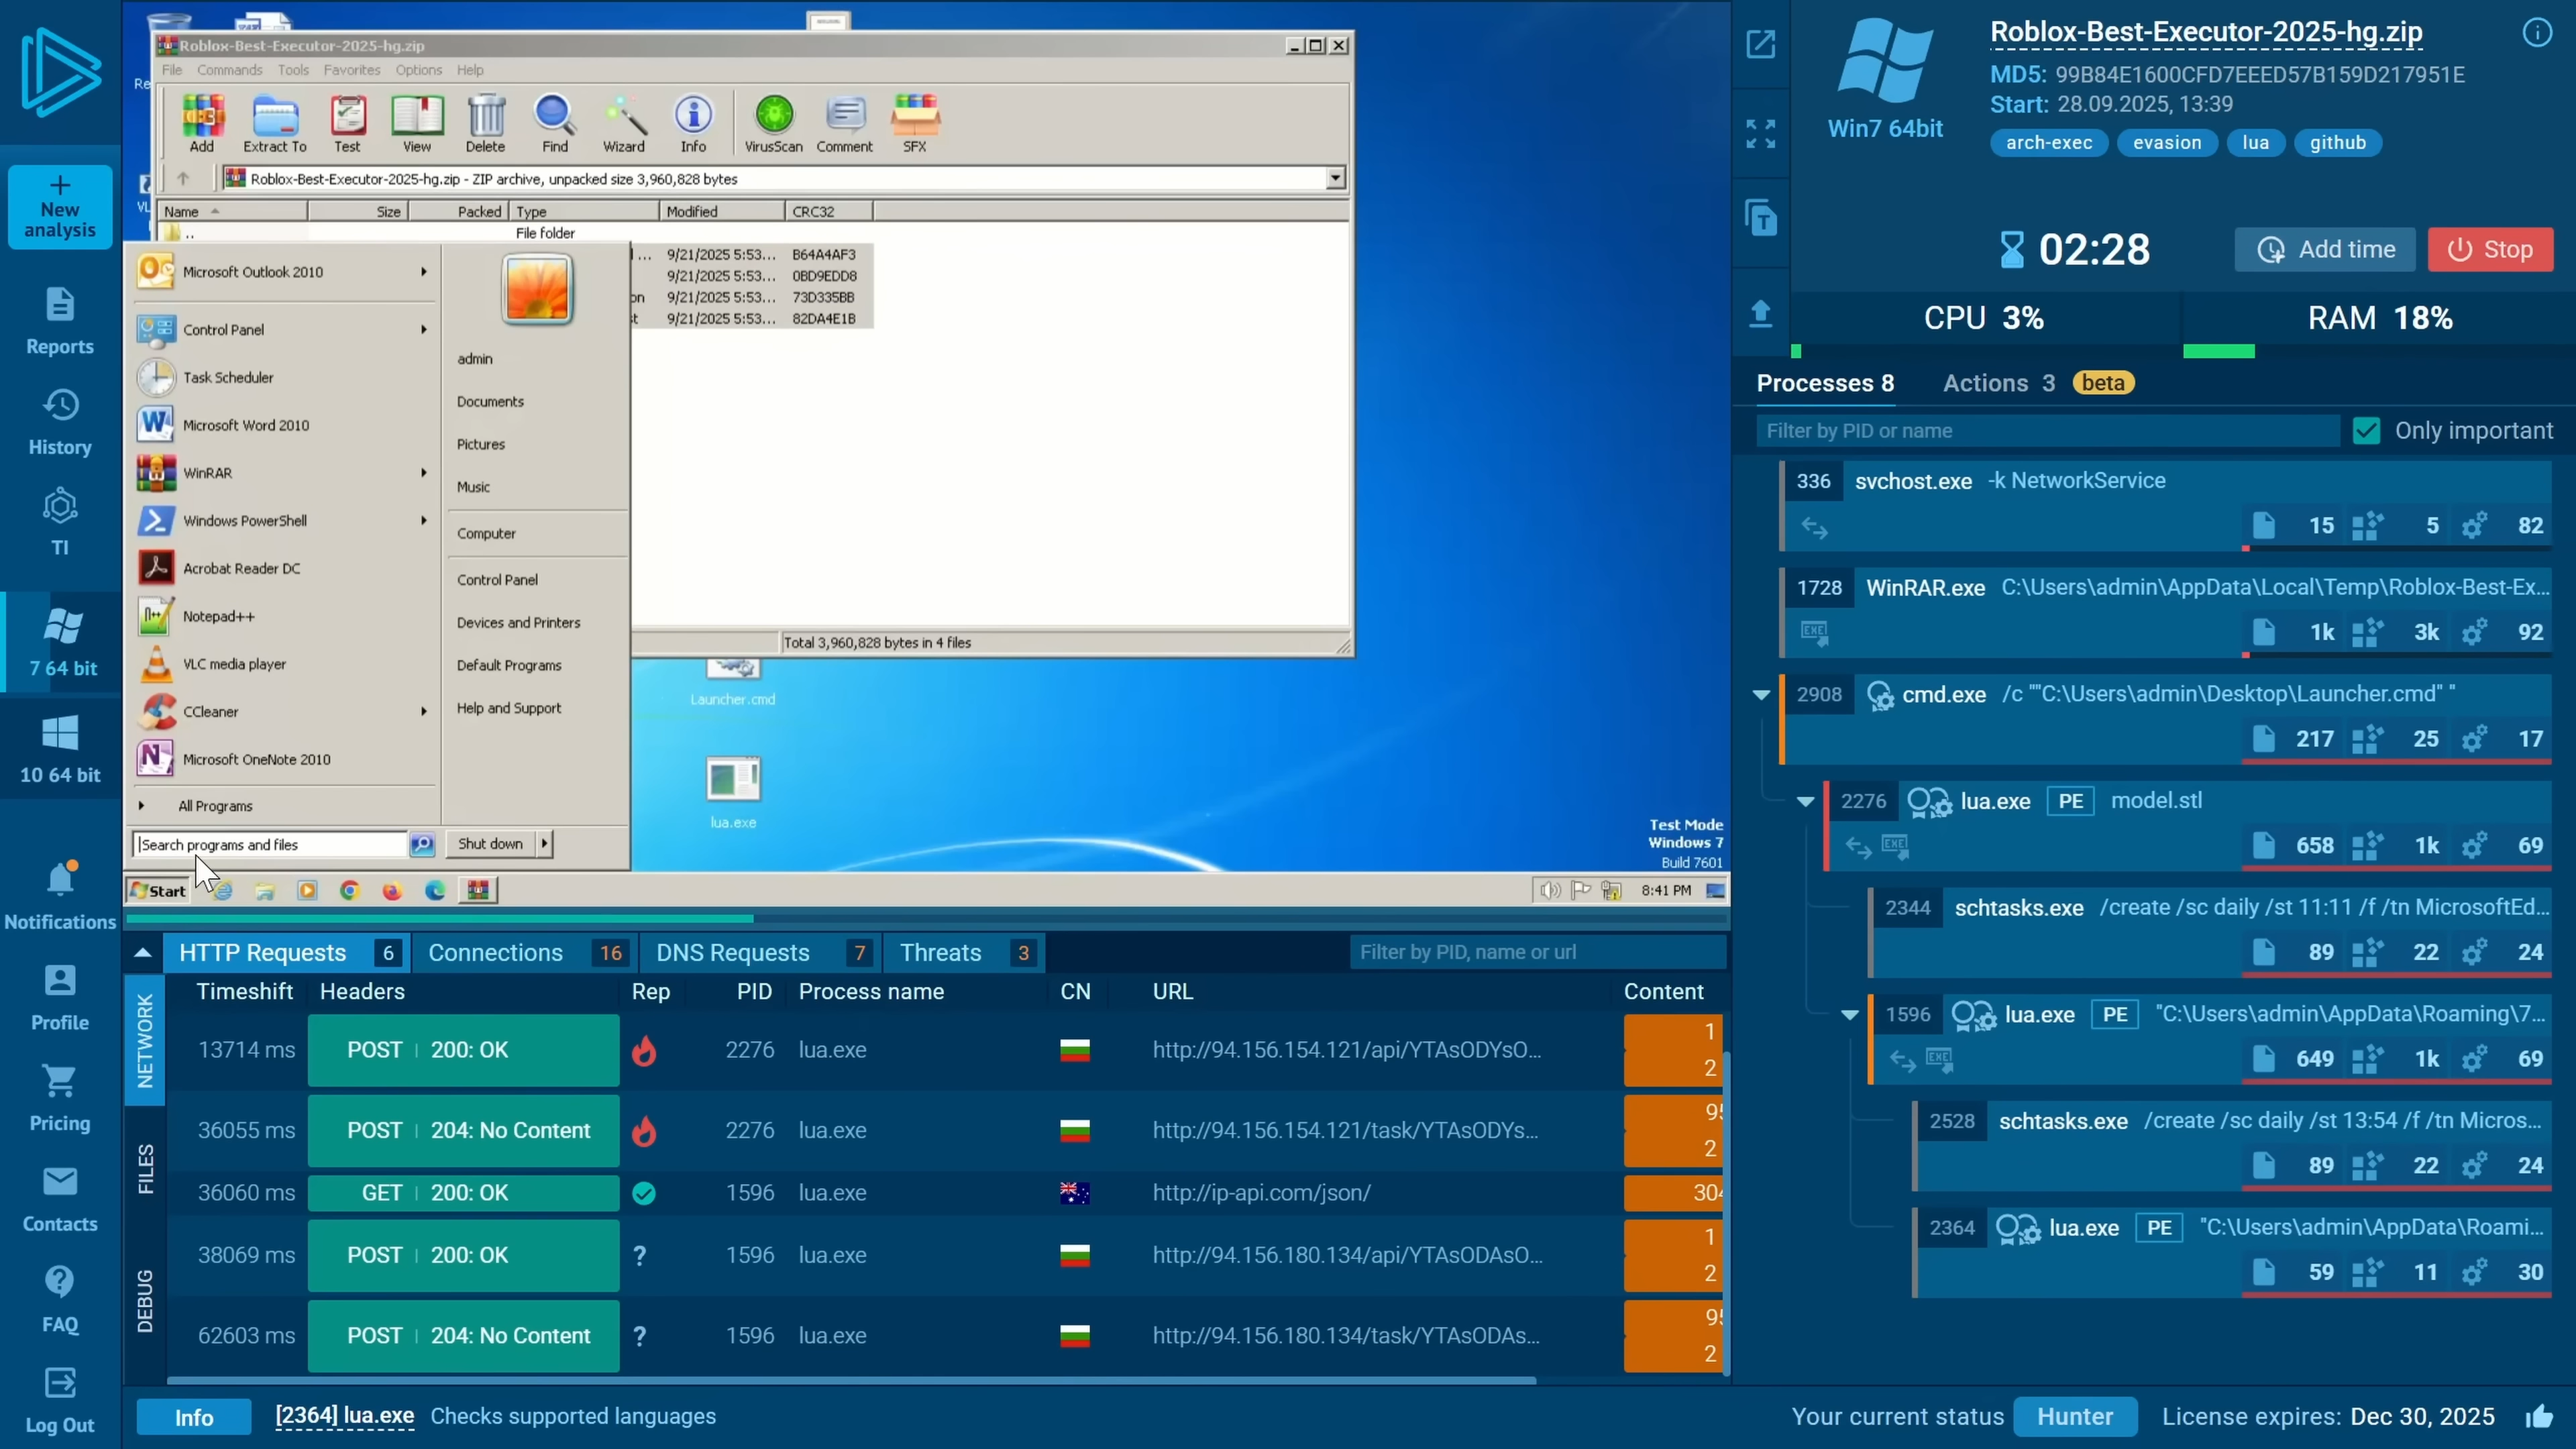 New
analysis
Reports
History
TI
7 64 bit
10 64 bit
Notifications
Profile
Pricing
Contacts
FAQ
Log Out
Roblox-Best-Executor-2025-hg.zip
File Commands Tools Favorites Options Help
Add Extract To Test View Delete Find Wizard Info VirusScan Comment SFX
Roblox-Best-Executor-2025-hg.zip - ZIP archive, unpacked size 3,960,828 bytes
Name Size Packed Type Modified CRC32
.. File folder
9/21/2025 5:53... B64A4AF3
9/21/2025 5:53... 0BD9EDD8
9/21/2025 5:53... 73D335BB
9/21/2025 5:53... 82DA4E1B
Total 3,960,828 bytes in 4 files
Microsoft Outlook 2010
Control Panel
Task Scheduler
Microsoft Word 2010
WinRAR
Windows PowerShell
Acrobat Reader DC
Notepad++
VLC media player
CCleaner
Microsoft OneNote 2010
All Programs
Search programs and files
admin
Documents
Pictures
Music
Computer
Control Panel
Devices and Printers
Default Programs
Help and Support
Shut down
Launcher.cmd
lua.exe
Test Mode
Windows 7
Build 7601
Start
8:41 PM
HTTP Requests 6 Connections 16 DNS Requests 7 Threats 3 Filter by PID, name or url
NETWORK
FILES
DEBUG
Timeshift Headers Rep PID Process name CN URL Content
13714 ms POST 200: OK 2276 lua.exe http://94.156.154.121/api/YTAsODYsO... 1
2
36055 ms POST 204: No Content 2276 lua.exe http://94.156.154.121/task/YTAsODYs... 95
2
36060 ms GET 200: OK 1596 lua.exe http://ip-api.com/json/ 304
38069 ms POST 200: OK ? 1596 lua.exe http://94.156.180.134/api/YTAsODAsO... 1
2
62603 ms POST 204: No Content ? 1596 lua.exe http://94.156.180.134/task/YTAsODAs... 95
2
Info [2364] lua.exe Checks supported languages
Win7 64bit
Roblox-Best-Executor-2025-hg.zip
MD5: 99B84E1600CFD7EEED57B159D217951E
Start: 28.09.2025, 13:39
arch-exec evasion lua github
02:28 Add time Stop
CPU 3% RAM 18%
Processes 8 Actions 3 beta
Filter by PID or name Only important
336 svchost.exe -k NetworkService
15 5 82
1728 WinRAR.exe C:\Users\admin\AppData\Local\Temp\Roblox-Best-Ex...
1k 3k 92
2908 cmd.exe /c ""C:\Users\admin\Desktop\Launcher.cmd" "
217 25 17
2276 lua.exe PE model.stl
658 1k 69
2344 schtasks.exe /create /sc daily /st 11:11 /f /tn MicrosoftEd...
89 22 24
1596 lua.exe PE "C:\Users\admin\AppData\Roaming\7...
649 1k 69
2528 schtasks.exe /create /sc daily /st 13:54 /f /tn Micros...
89 22 24
2364 lua.exe PE "C:\Users\admin\AppData\Roami...
59 11 30
Your current status Hunter License expires: Dec 30, 2025